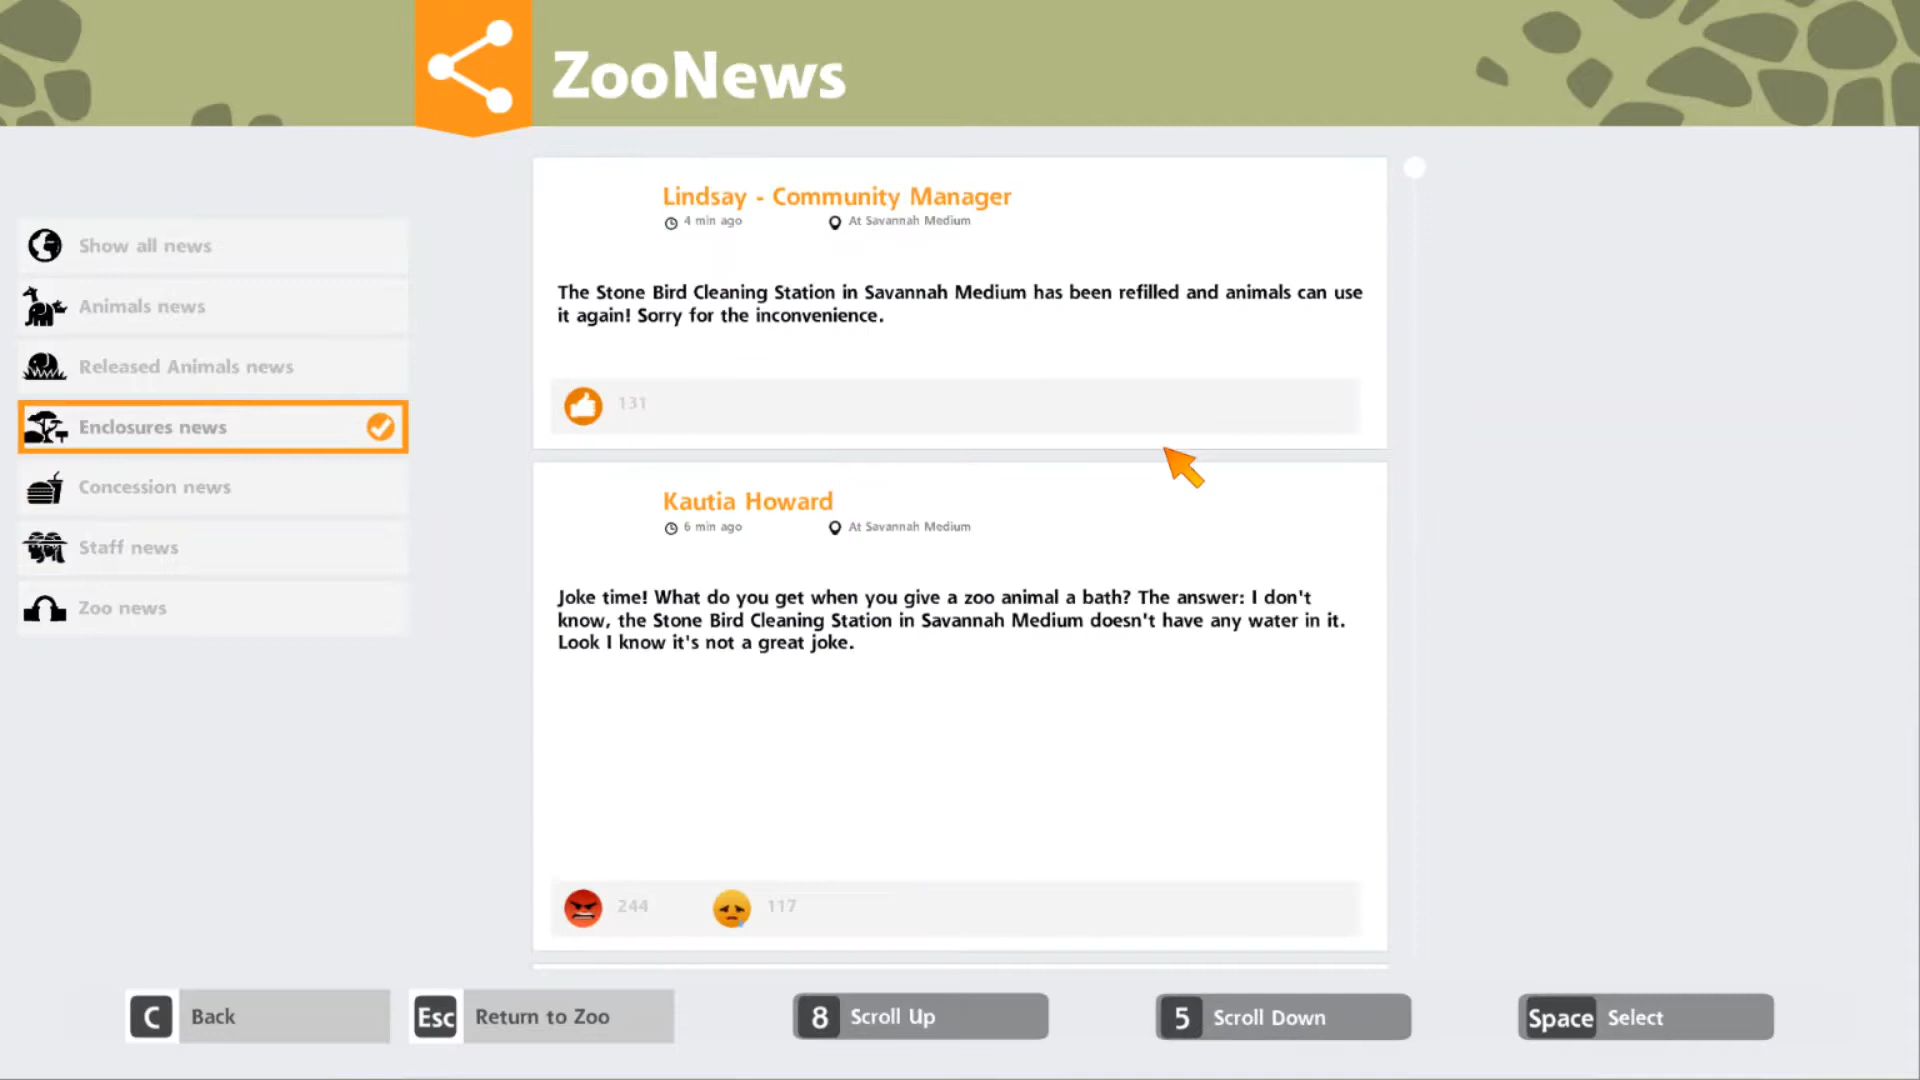 ZooNews
Show all news
Animals news
Released Animals news
Enclosures news
Concession news
Staff news
Zoo news
Lindsay - Community Manager
4 min ago At Savannah Medium
The Stone Bird Cleaning Station in Savannah Medium has been refilled and animals can use
it again! Sorry for the inconvenience.
131
Kautia Howard
6 min ago At Savannah Medium
Joke time! What do you get when you give a zoo animal a bath? The answer: I don't
know, the Stone Bird Cleaning Station in Savannah Medium doesn't have any water in it.
Look I know it's not a great joke.
244 117
C Back Esc Return to Zoo 8 Scroll Up 5 Scroll Down Space Select